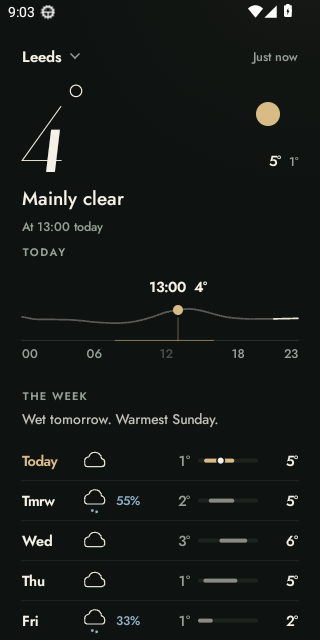 9:03
Leeds
Just now
4°
5° 1°
Mainly clear
At 13:00 today
TODAY
13:00 4°
00 06 12 18 23
THE WEEK
Wet tomorrow. Warmest Sunday.
Today 1° 5°
Tmrw 55% 2° 5°
Wed 3° 6°
Thu 1° 5°
Fri 33% 1° 2°